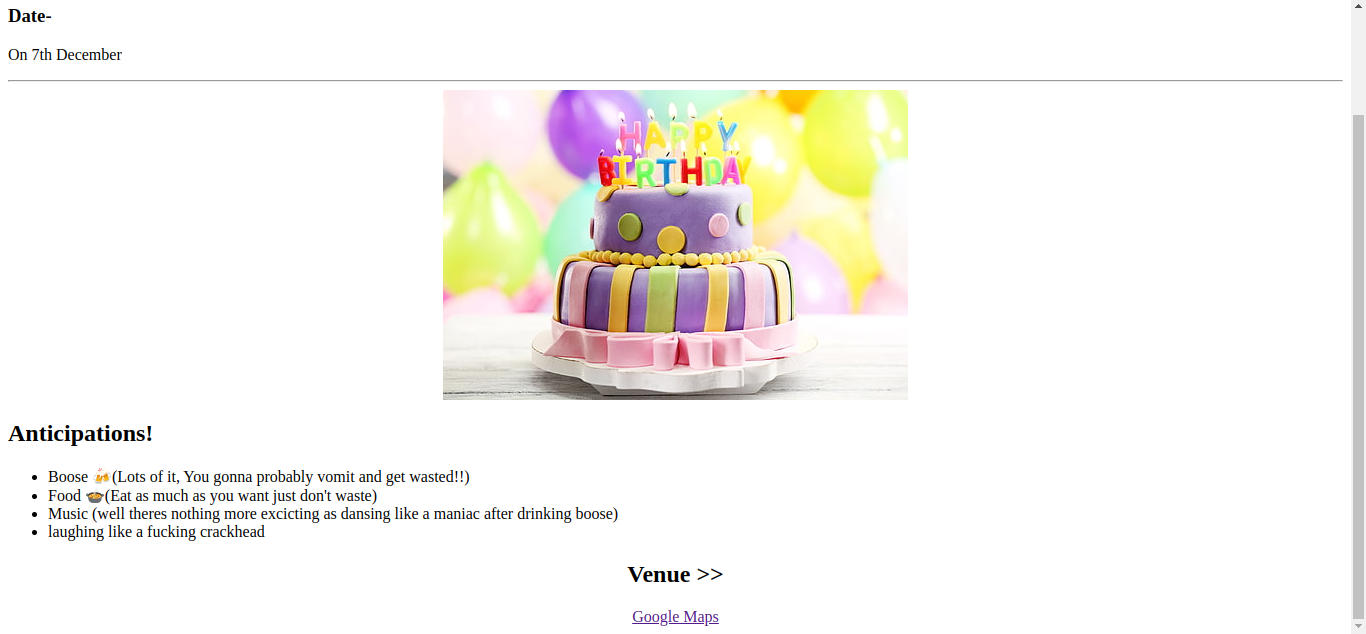 Date-
On 7th December
HAPPY
BIRTHDAY
Anticipations!
Boose 🍻(Lots of it, You gonna probably vomit and get wasted!!)
Food 🍲(Eat as much as you want just don't waste)
Music (well theres nothing more excicting as dansing like a maniac after drinking boose)
laughing like a fucking crackhead
Venue >>
Google Maps